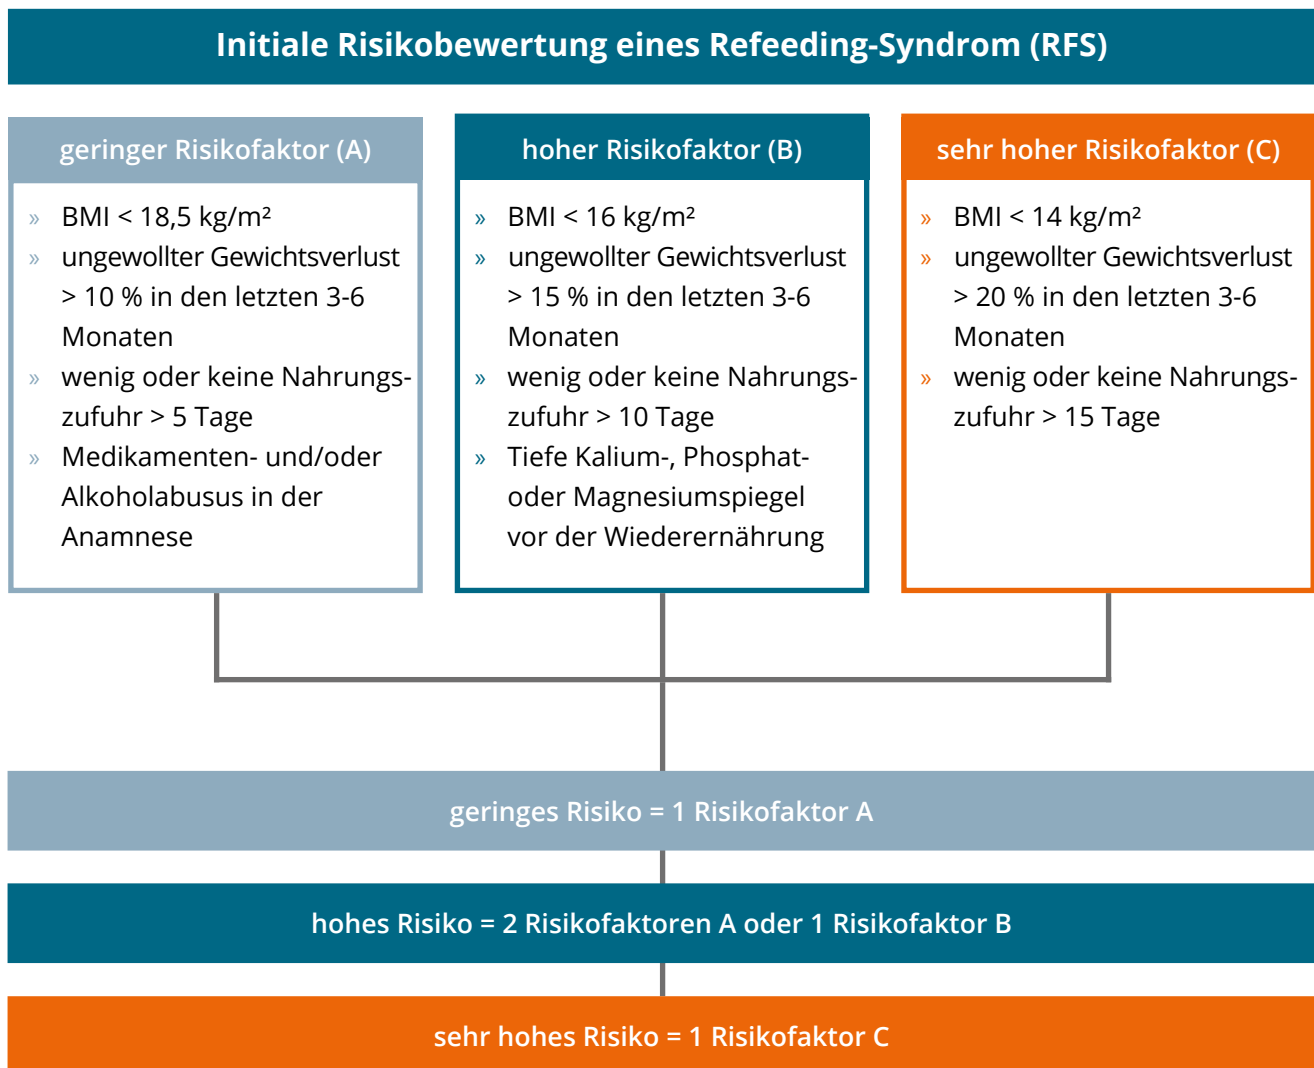 Initiale Risikobewertung eines Refeeding-Syndrom (RFS)
geringer Risikofaktor (A)
» BMI < 18,5 kg/m²
» ungewollter Gewichtsverlust
> 10 % in den letzten 3-6
Monaten
» wenig oder keine Nahrungs-
zufuhr > 5 Tage
» Medikamenten- und/oder
Alkoholabusus in der
Anamnese
hoher Risikofaktor (B)
» BMI < 16 kg/m²
» ungewollter Gewichtsverlust
> 15 % in den letzten 3-6
Monaten
» wenig oder keine Nahrungs-
zufuhr > 10 Tage
» Tiefe Kalium-, Phosphat-
oder Magnesiumspiegel
vor der Wiederernährung
sehr hoher Risikofaktor (C)
» BMI < 14 kg/m²
» ungewollter Gewichtsverlust
> 20 % in den letzten 3-6
Monaten
» wenig oder keine Nahrungs-
zufuhr > 15 Tage
geringes Risiko = 1 Risikofaktor A
hohes Risiko = 2 Risikofaktoren A oder 1 Risikofaktor B
sehr hohes Risiko = 1 Risikofaktor C